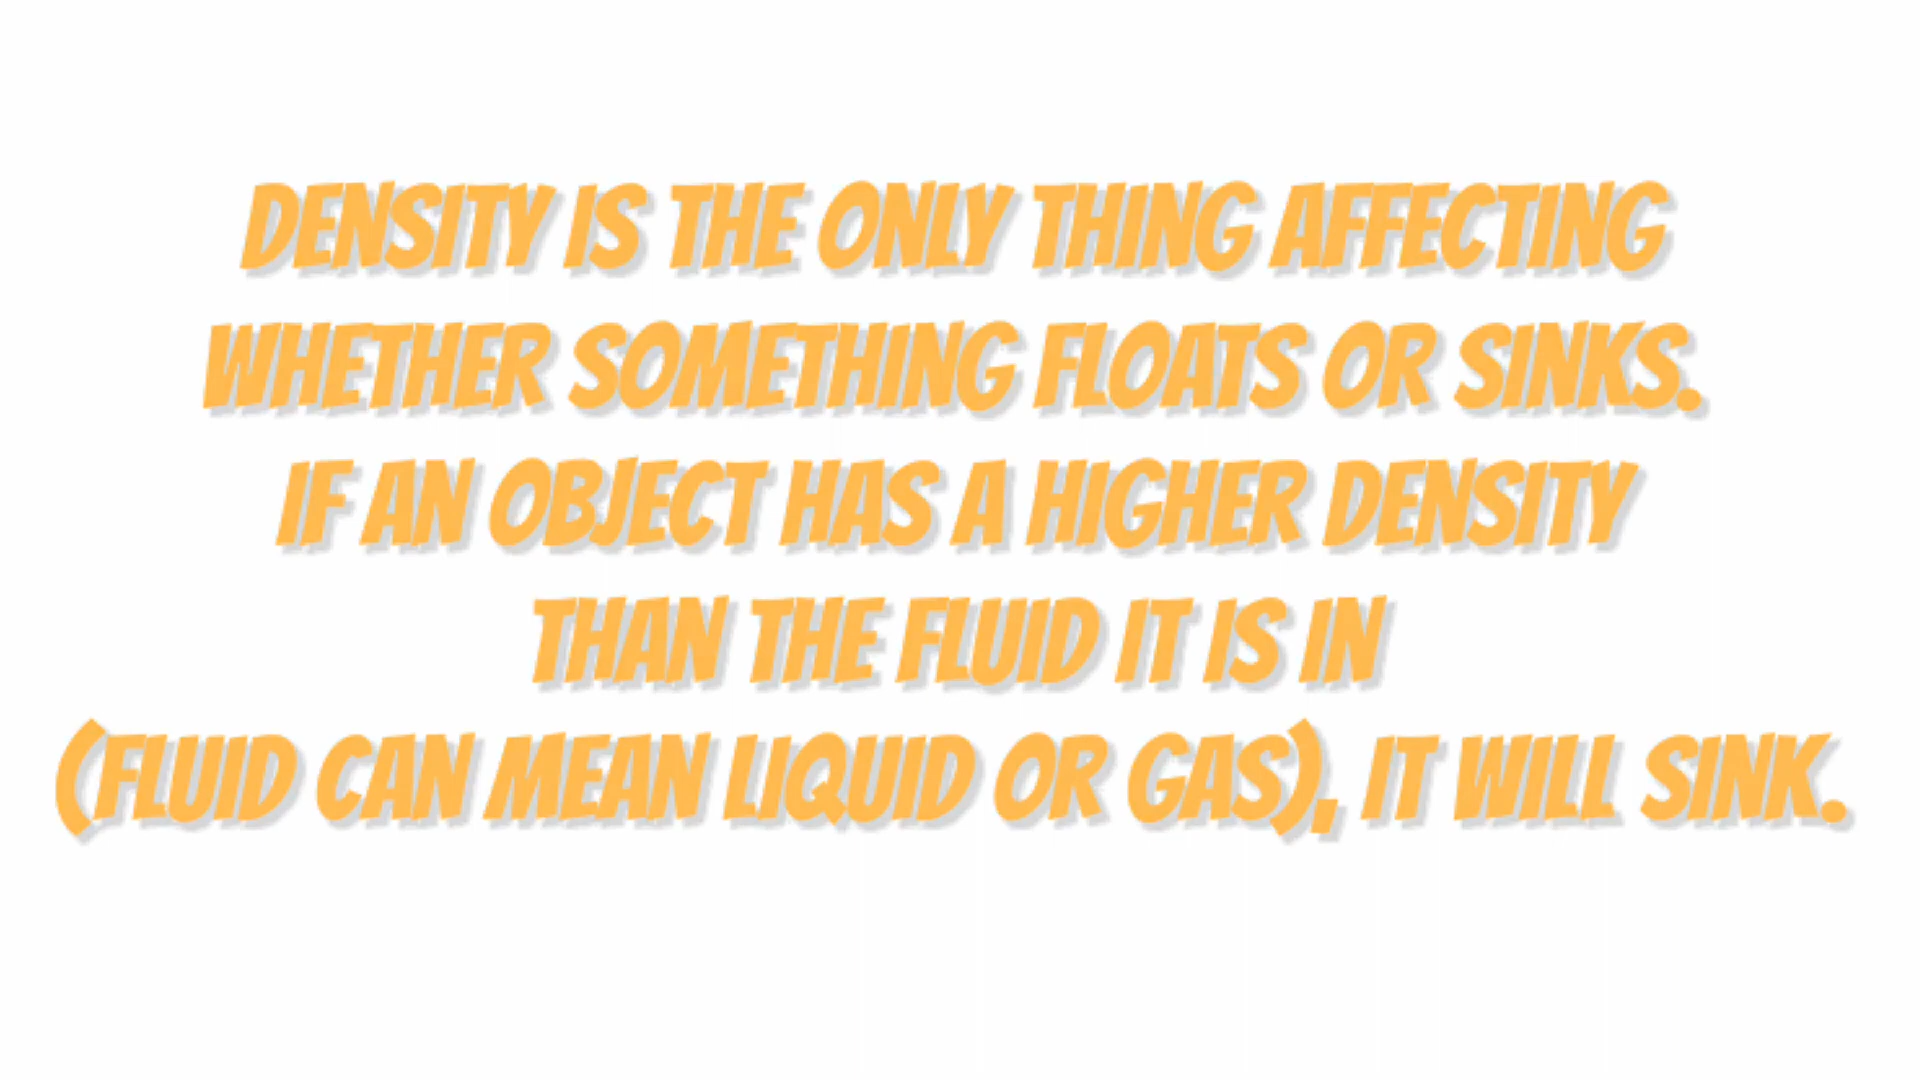 DENSITY IS THE ONLY THING AFFECTING
WHETHER SOMETHING FLOATS OR SINKS.
IF AN OBJECT HAS A HIGHER DENSITY
THAN THE FLUID IT IS IN
(FLUID CAN MEAN LIQUID OR GAS), IT WILL SINK.